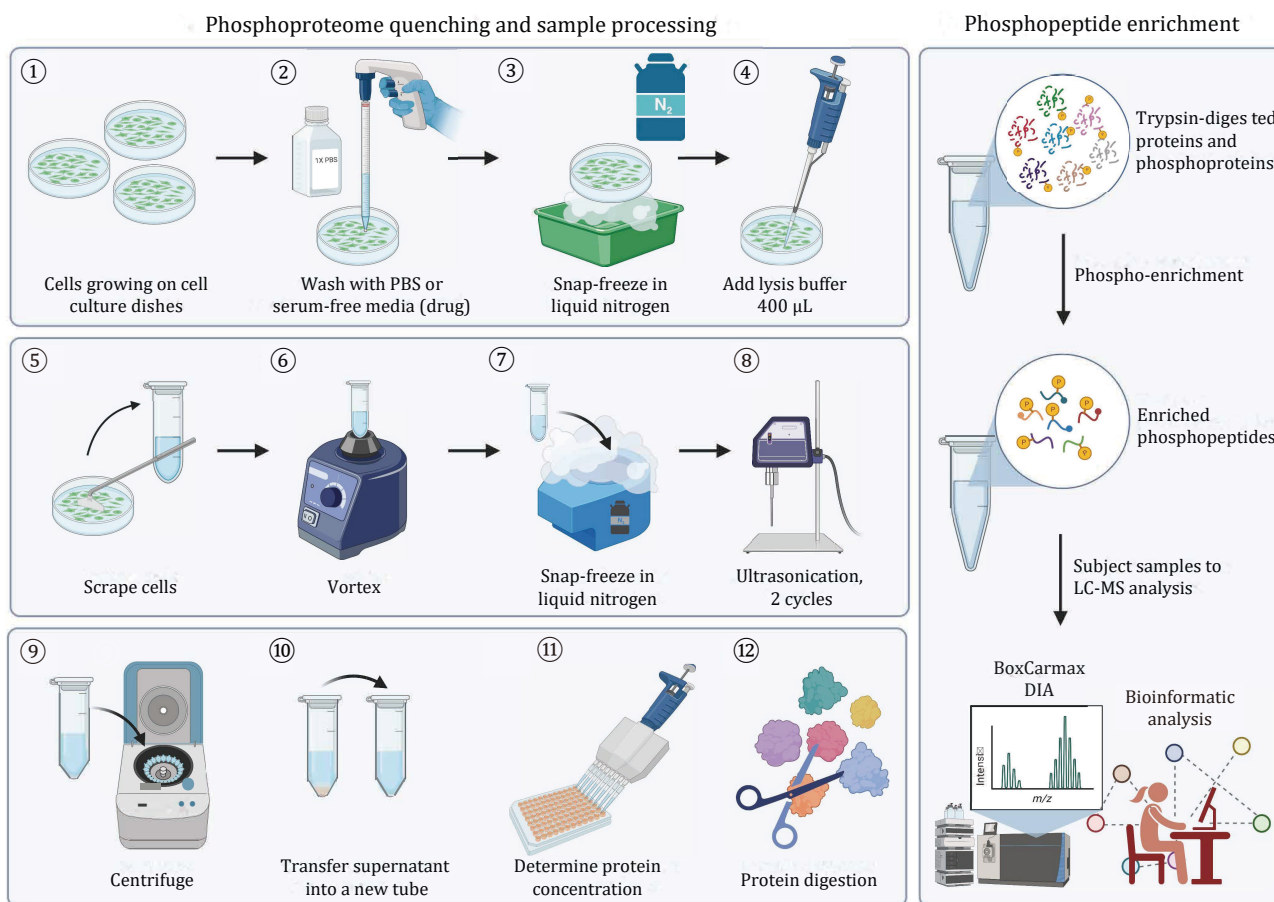 Phosphoproteome quenching and sample processing
Phosphopeptide enrichment
①
②
③
④
1X PBS
N₂
Cells growing on cell
culture dishes
Wash with PBS or
serum-free media (drug)
Snap-freeze in
liquid nitrogen
Add lysis buffer
400 μL
⑤
⑥
⑦
⑧
N₂
Scrape cells
Vortex
Snap-freeze in
liquid nitrogen
Ultrasonication,
2 cycles
⑨
⑩
⑪
⑫
Centrifuge
Transfer supernatant
into a new tube
Determine protein
concentration
Protein digestion
P
P
P
P
P
P
P
Trypsin-diges ted
proteins and
phosphoproteins
Phospho-enrichment
P
P
P
P
P
P
Enriched
phosphopeptides
Subject samples to
LC-MS analysis
BoxCarmax
DIA
Intensi
m/z
Bioinformatic
analysis